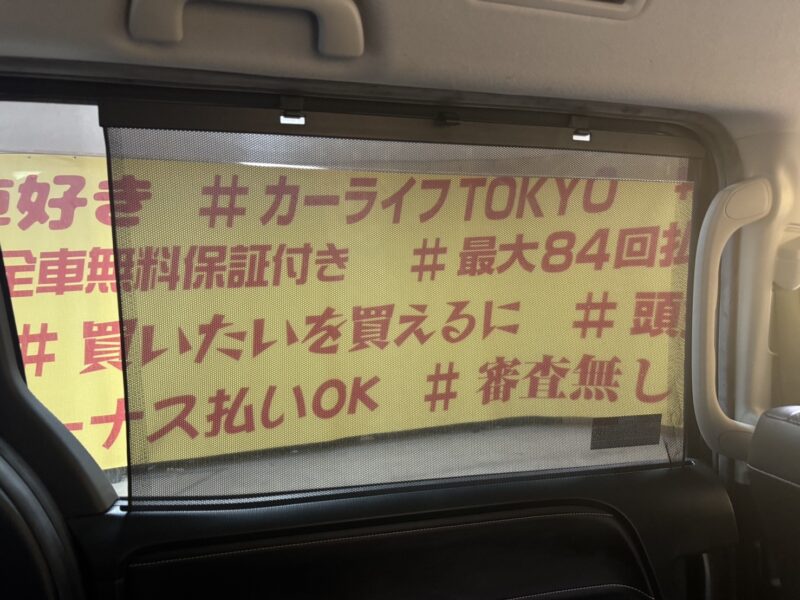 好き #カーライフTOKYO
全車無料保証付き #最大84回払
#買いたいを買えるに #頭
ーナス払いOK #審査無し